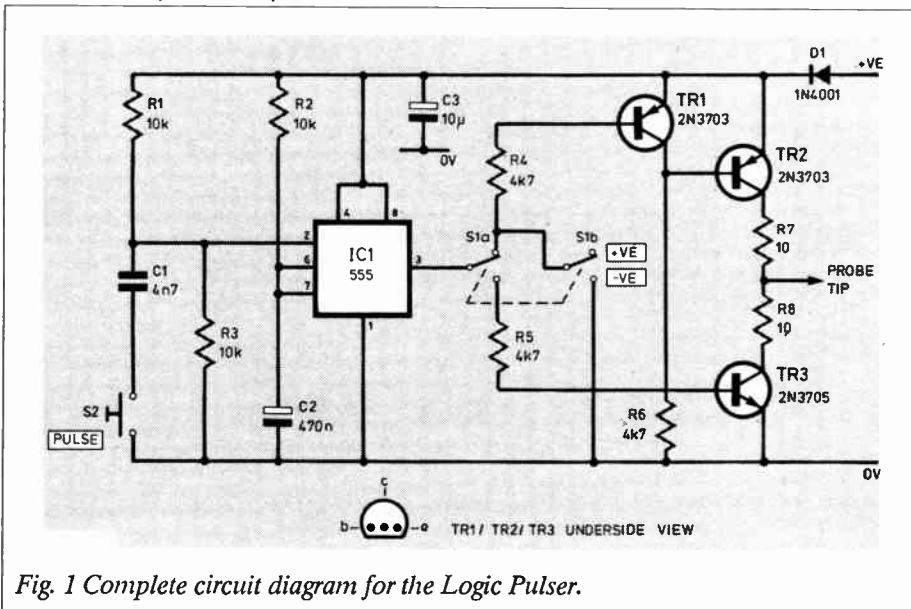 D1
+VE
1N4001
R1
10k
R2
10k
C3
10µ
0V
TR1
2N3703
R4
4k7
TR2
2N3703
S1a
S1b
+VE
-VE
R7
10
2
4
8
6
7
3
1
IC1
555
C1
4n7
R3
10k
PROBE
TIP
R5
4k7
R8
10
S2
PULSE
C2
470n
R6
4k7
TR3
2N3705
0V
c
b
e
TR1/ TR2/ TR3 UNDERSIDE VIEW
Fig. 1 Complete circuit diagram for the Logic Pulser.